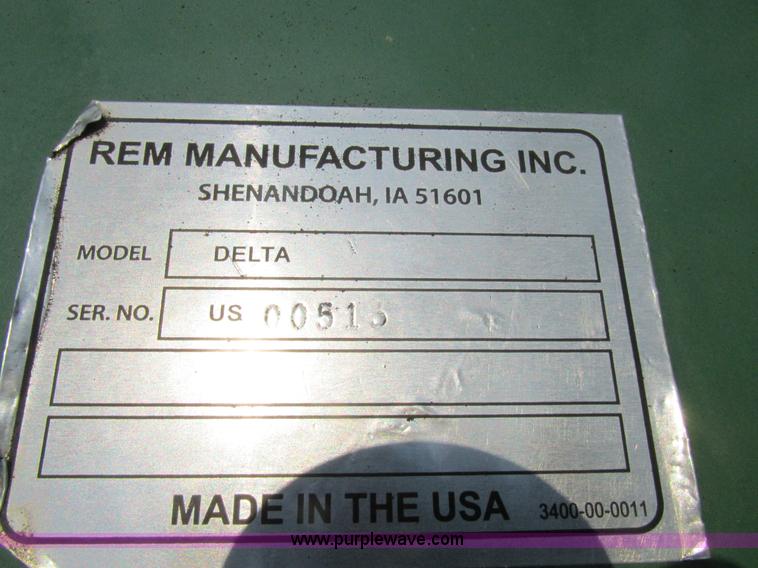 REM MANUFACTURING INC.
SHENANDOAH, IA 51601
MODEL DELTA
SER. NO. US
MADE IN THE USA 3400-00-0011
www.purplewave.com